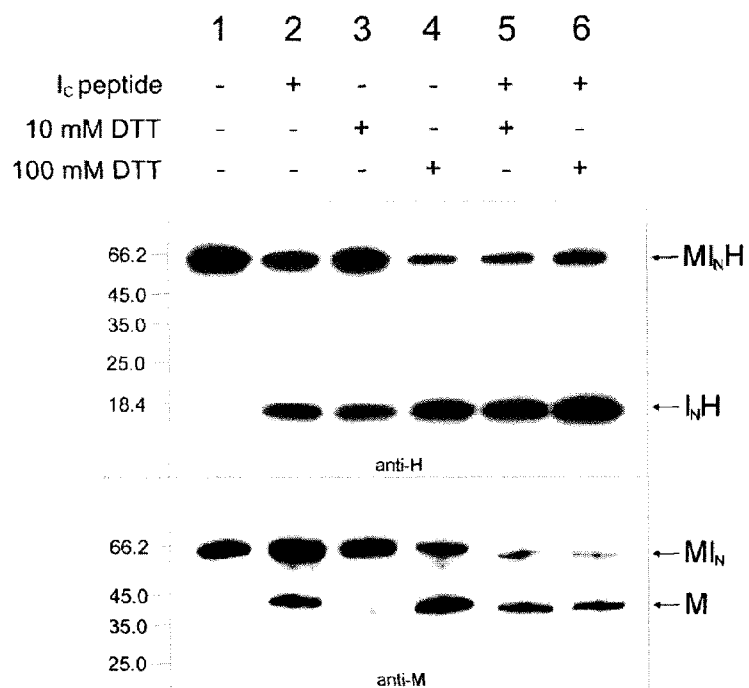 1 2 3 4 5 6
I_C peptide - + - - + +
10 mM DTT - - + - + -
100 mM DTT - - - + - +
66.2 ←MI_NH
45.0
35.0
25.0
18.4 ←I_NH
anti-H
66.2 ←MI_N
45.0 ←M
35.0
25.0
anti-M